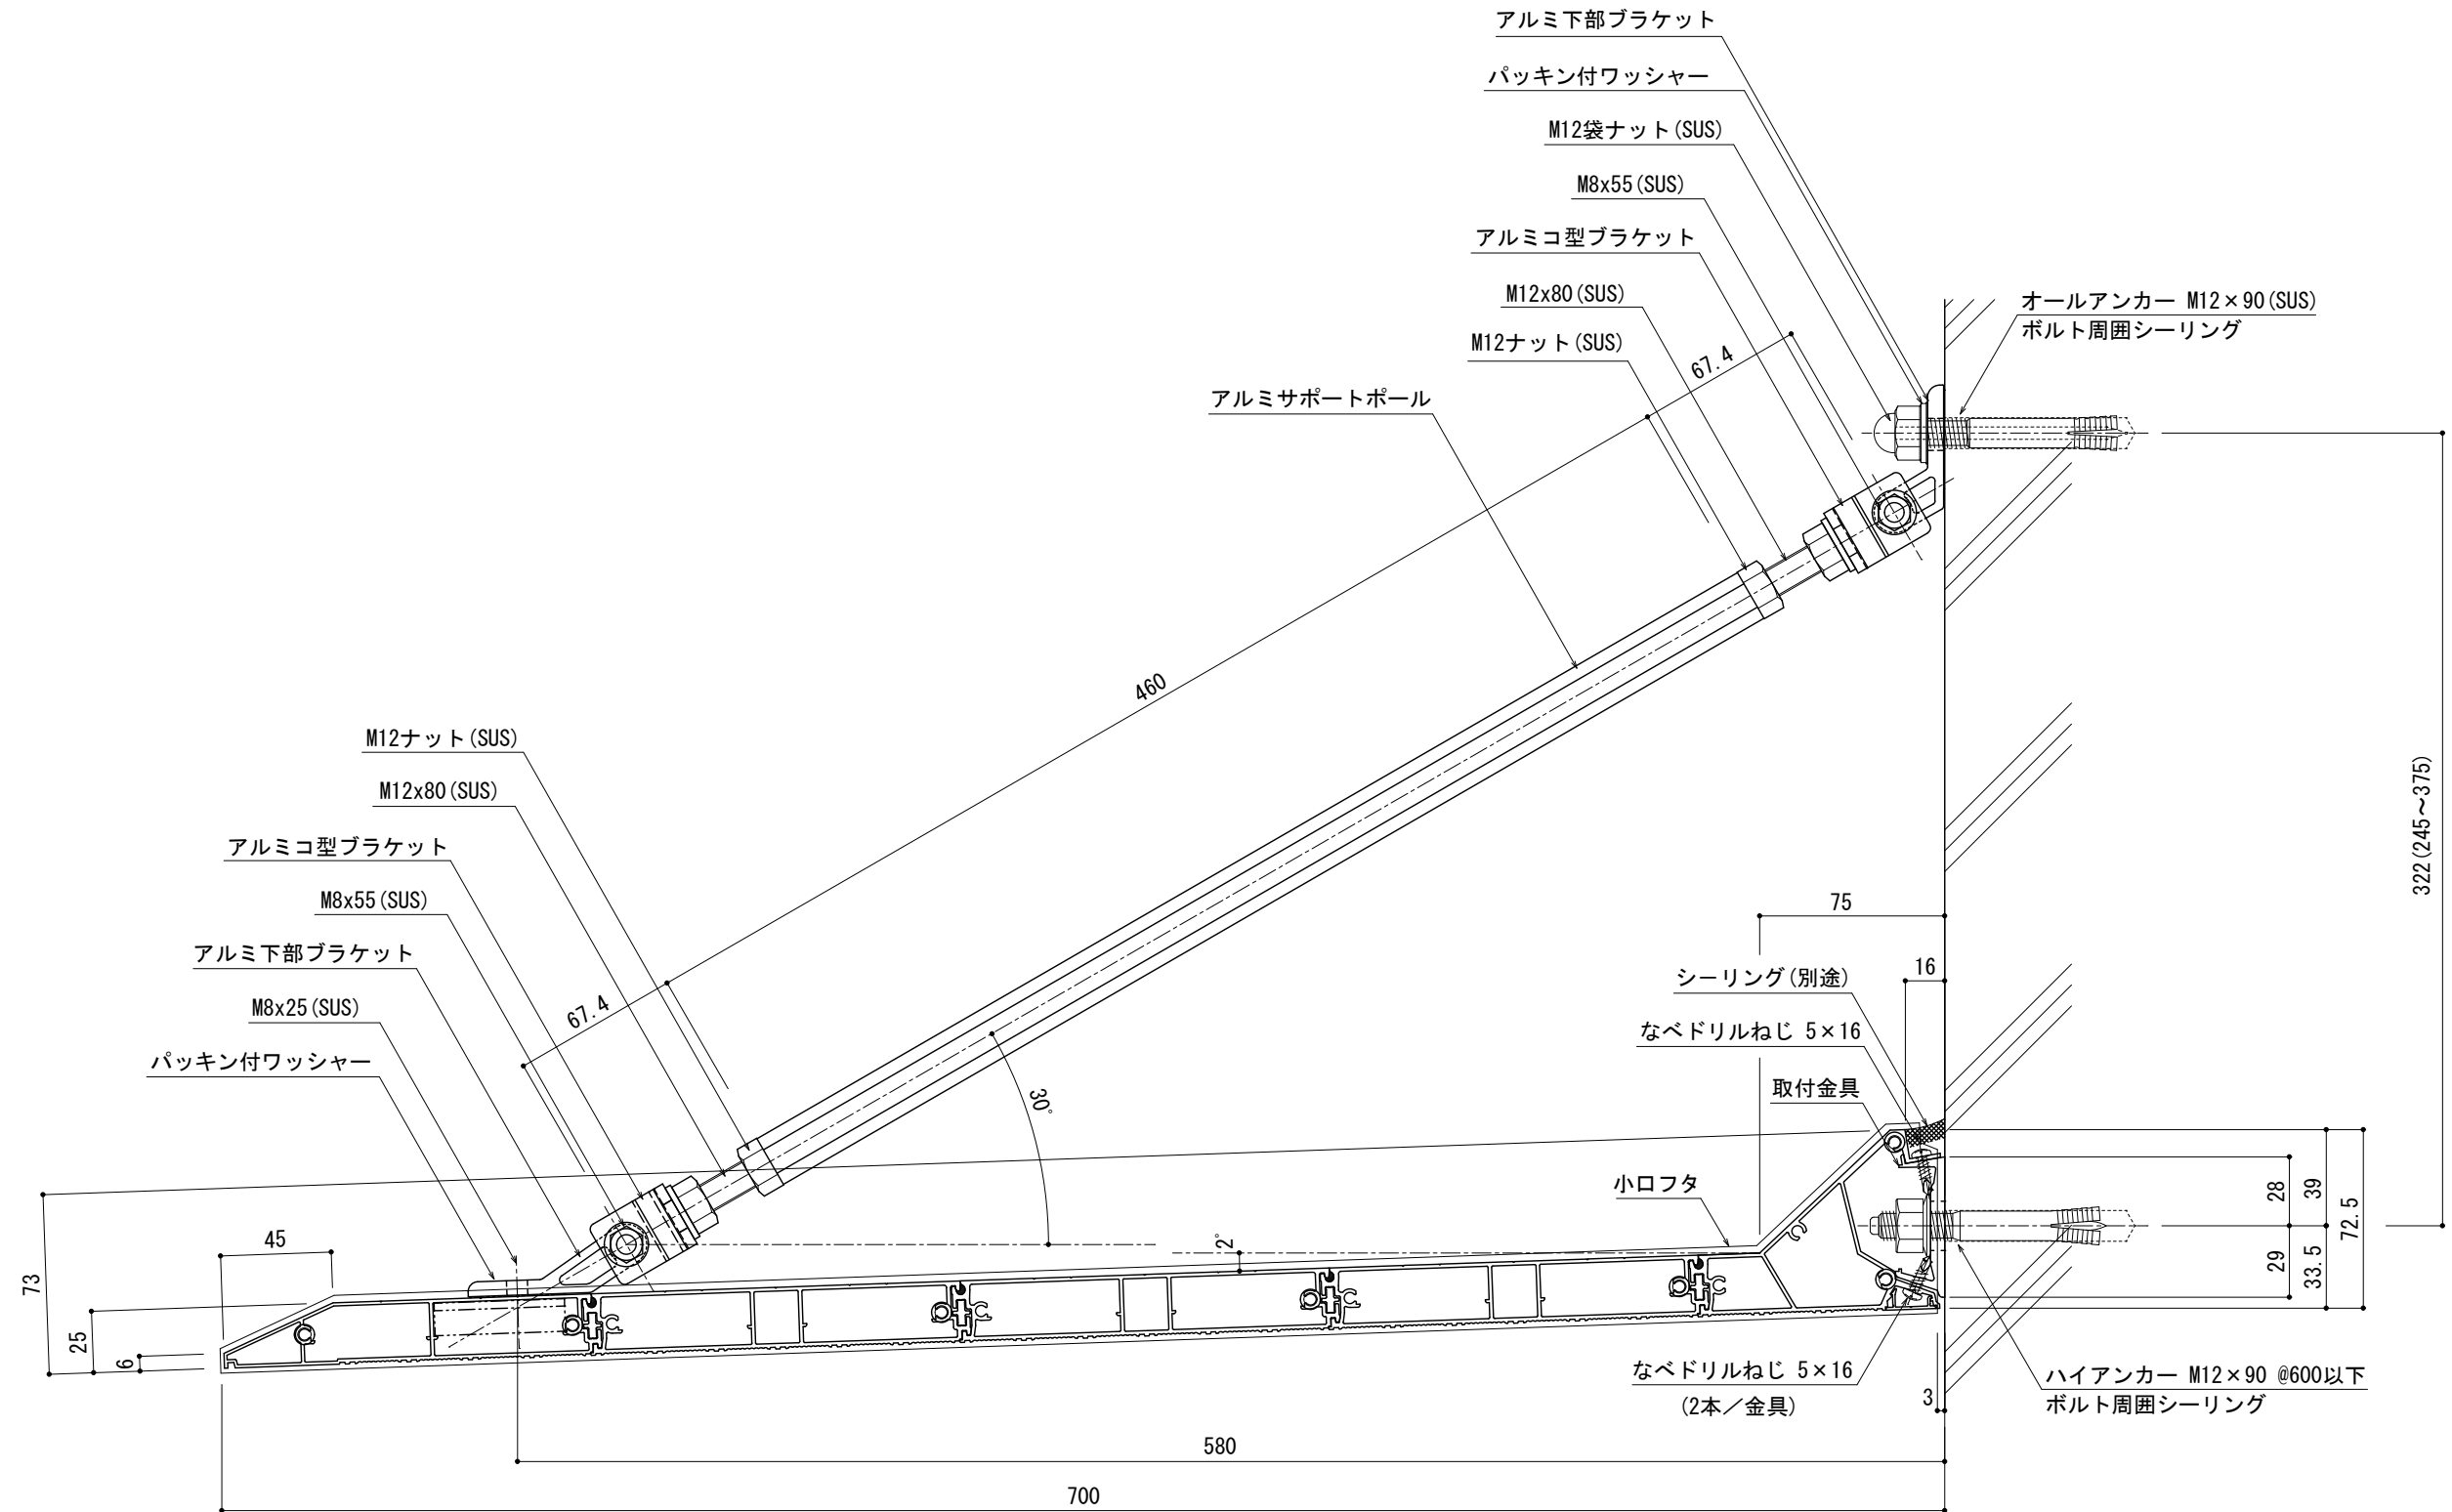 アルミ下部ブラケット
パッキン付ワッシャー
M12袋ナット(SUS)
M8x55(SUS)
アルミコ型ブラケット
M12x80(SUS)
M12ナット(SUS)
オールアンカー M12×90(SUS)
ボルト周囲シーリング
67.4
アルミサポートポール
460
M12ナット(SUS)
M12x80(SUS)
アルミコ型ブラケット
M8x55(SUS)
アルミ下部ブラケット
M8x25(SUS)
パッキン付ワッシャー
67.4
30°
322(245～375)
75
16
シーリング(別途)
なベドリルねじ 5×16
取付金具
小口フタ
2°
28
39
72.5
29
33.5
45
73
25
6
なベドリルねじ 5×16
(2本／金具)
3
ハイアンカー M12×90 @600以下
ボルト周囲シーリング
580
700